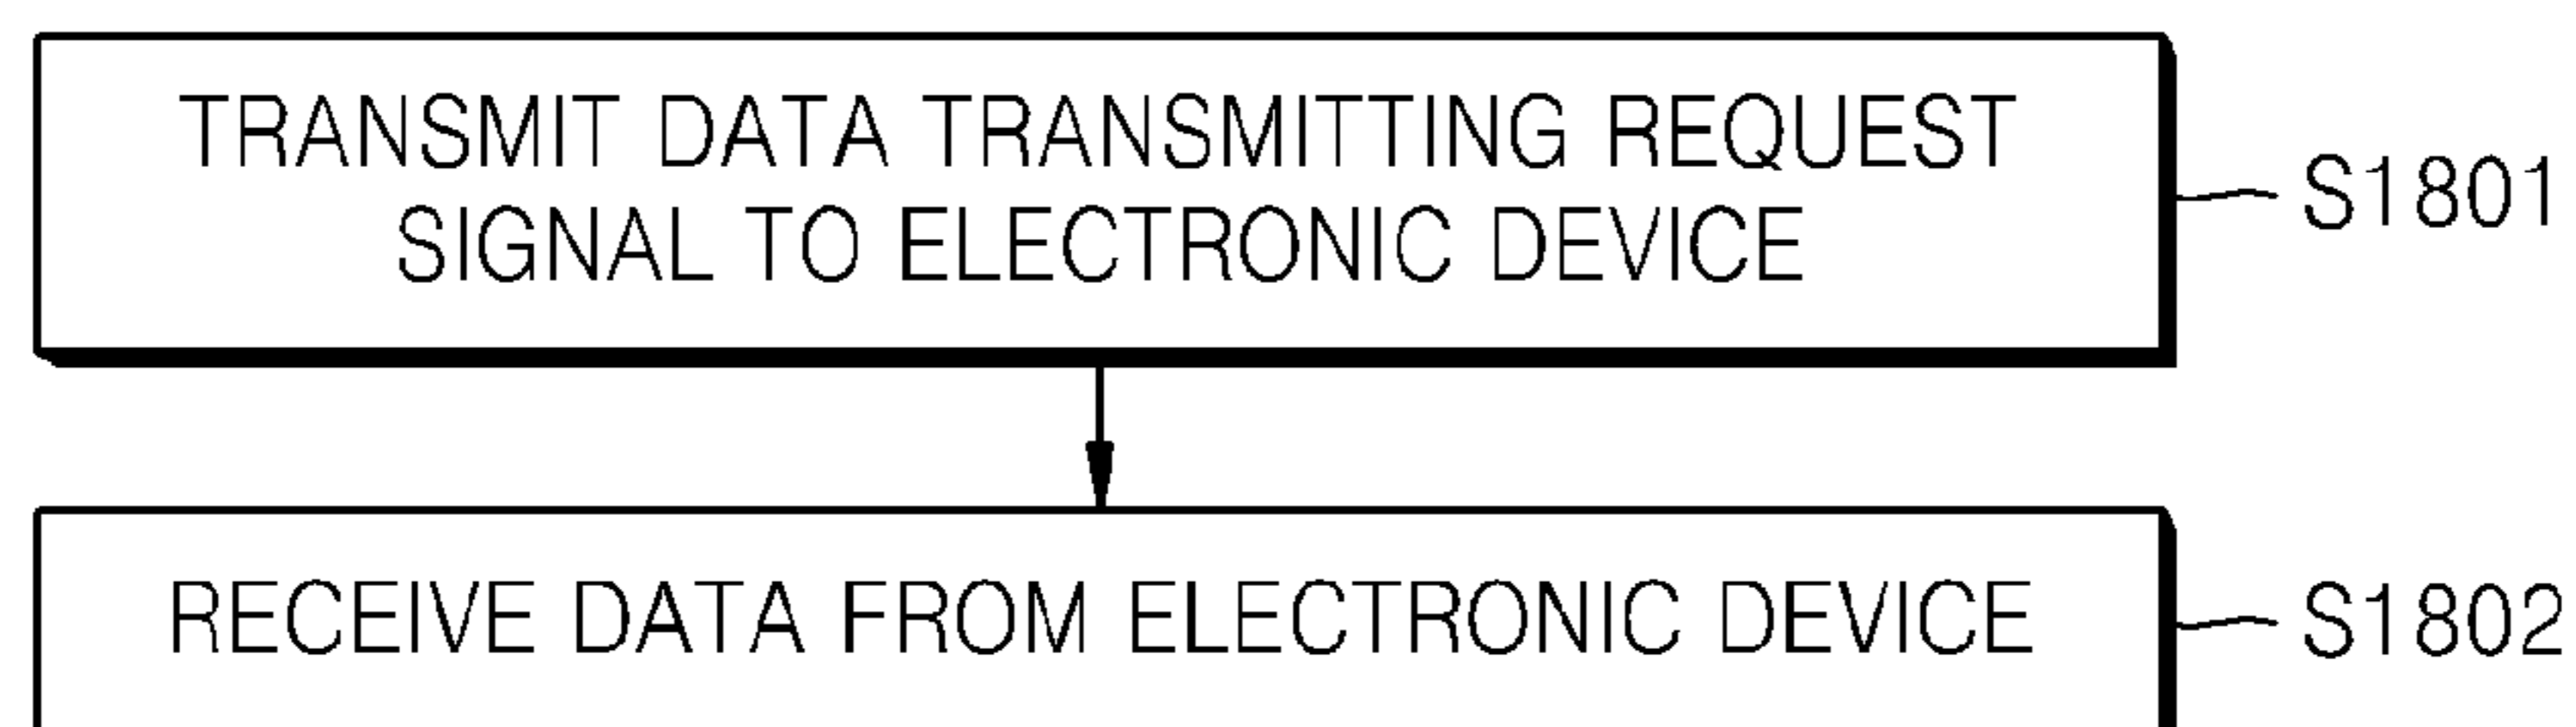 TRANSMIT DATA TRANSMITTING REQUEST
SIGNAL TO ELECTRONIC DEVICE
S1801
RECEIVE DATA FROM ELECTRONIC DEVICE
S1802